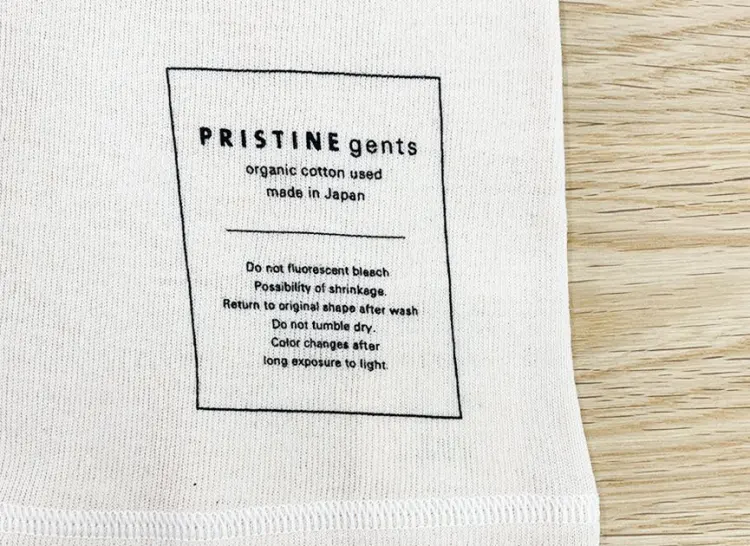 PRISTINE gents
organic cotton used
made in Japan
Do not fluorescent bleach
Possibility of shrinkage.
Return to original shape after wash
Do not tumble dry.
Color changes after
long exposure to light.